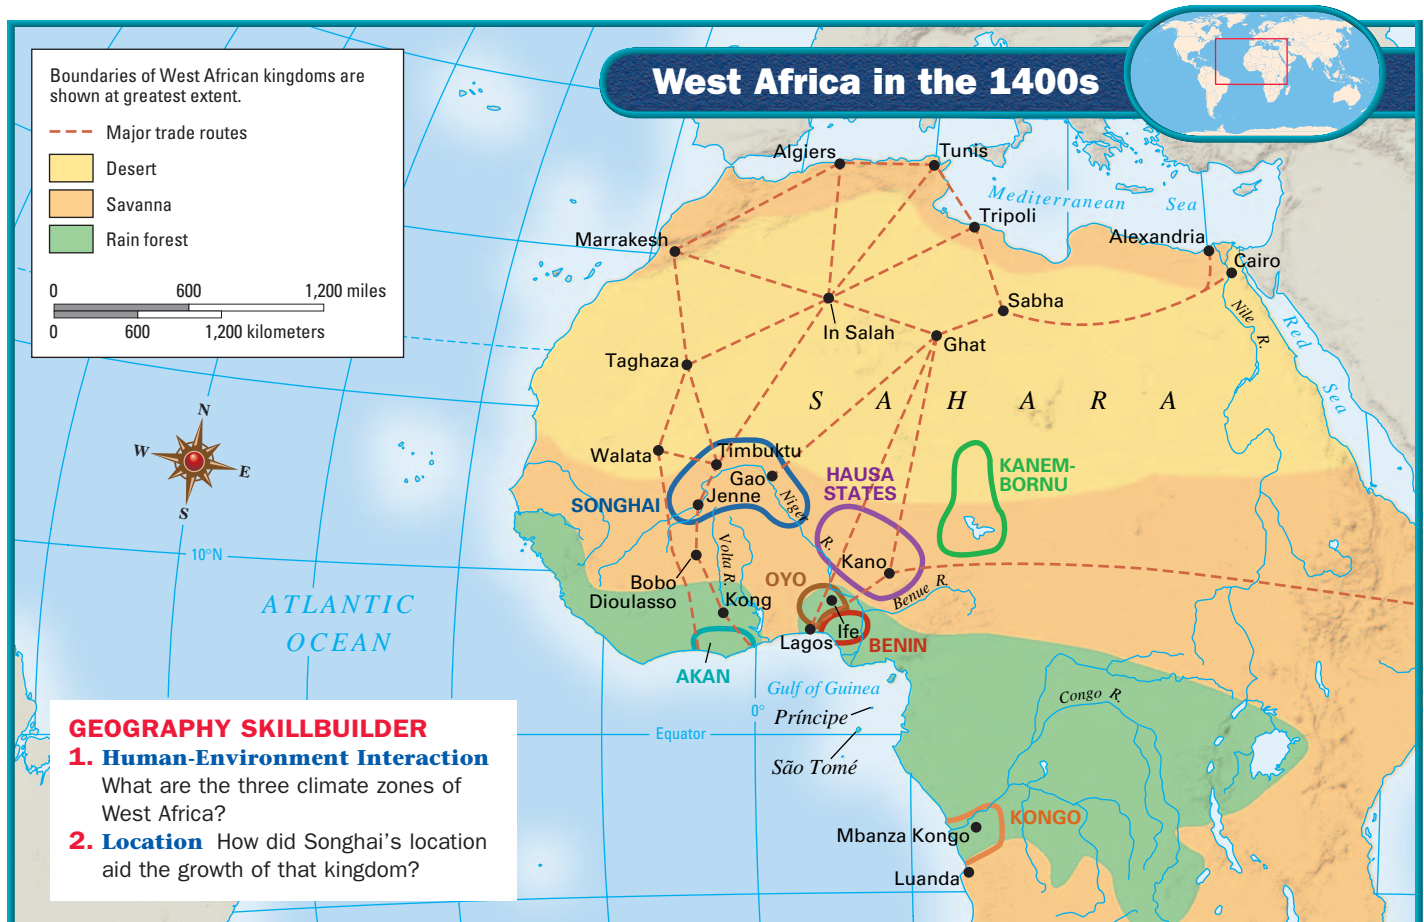 West Africa in the 1400s
Boundaries of West African kingdoms are
shown at greatest extent.
Major trade routes
Desert
Savanna
Rain forest
0 600 1,200 miles
0 600 1,200 kilometers
N
W
E
S
Algiers
Tunis
Mediterranean Sea
Tripoli
Marrakesh
Alexandria
Cairo
Nile R.
Red Sea
Sabha
In Salah
Ghat
Taghaza
SAHARA
Walata
Timbuktu
Gao
Jenne
SONGHAI
Niger R.
HAUSA
STATES
KANEM-
BORNU
10°N
Volta R.
Kano
Bobo
Dioulasso
OYO
Benue R.
Kong
Ife
Lagos
BENIN
ATLANTIC
OCEAN
AKAN
Gulf of Guinea
0°
Príncipe
Equator
São Tomé
Congo R.
KONGO
Mbanza Kongo
Luanda
GEOGRAPHY SKILLBUILDER
1. Human-Environment Interaction
What are the three climate zones of
West Africa?
2. Location How did Songhai's location
aid the growth of that kingdom?